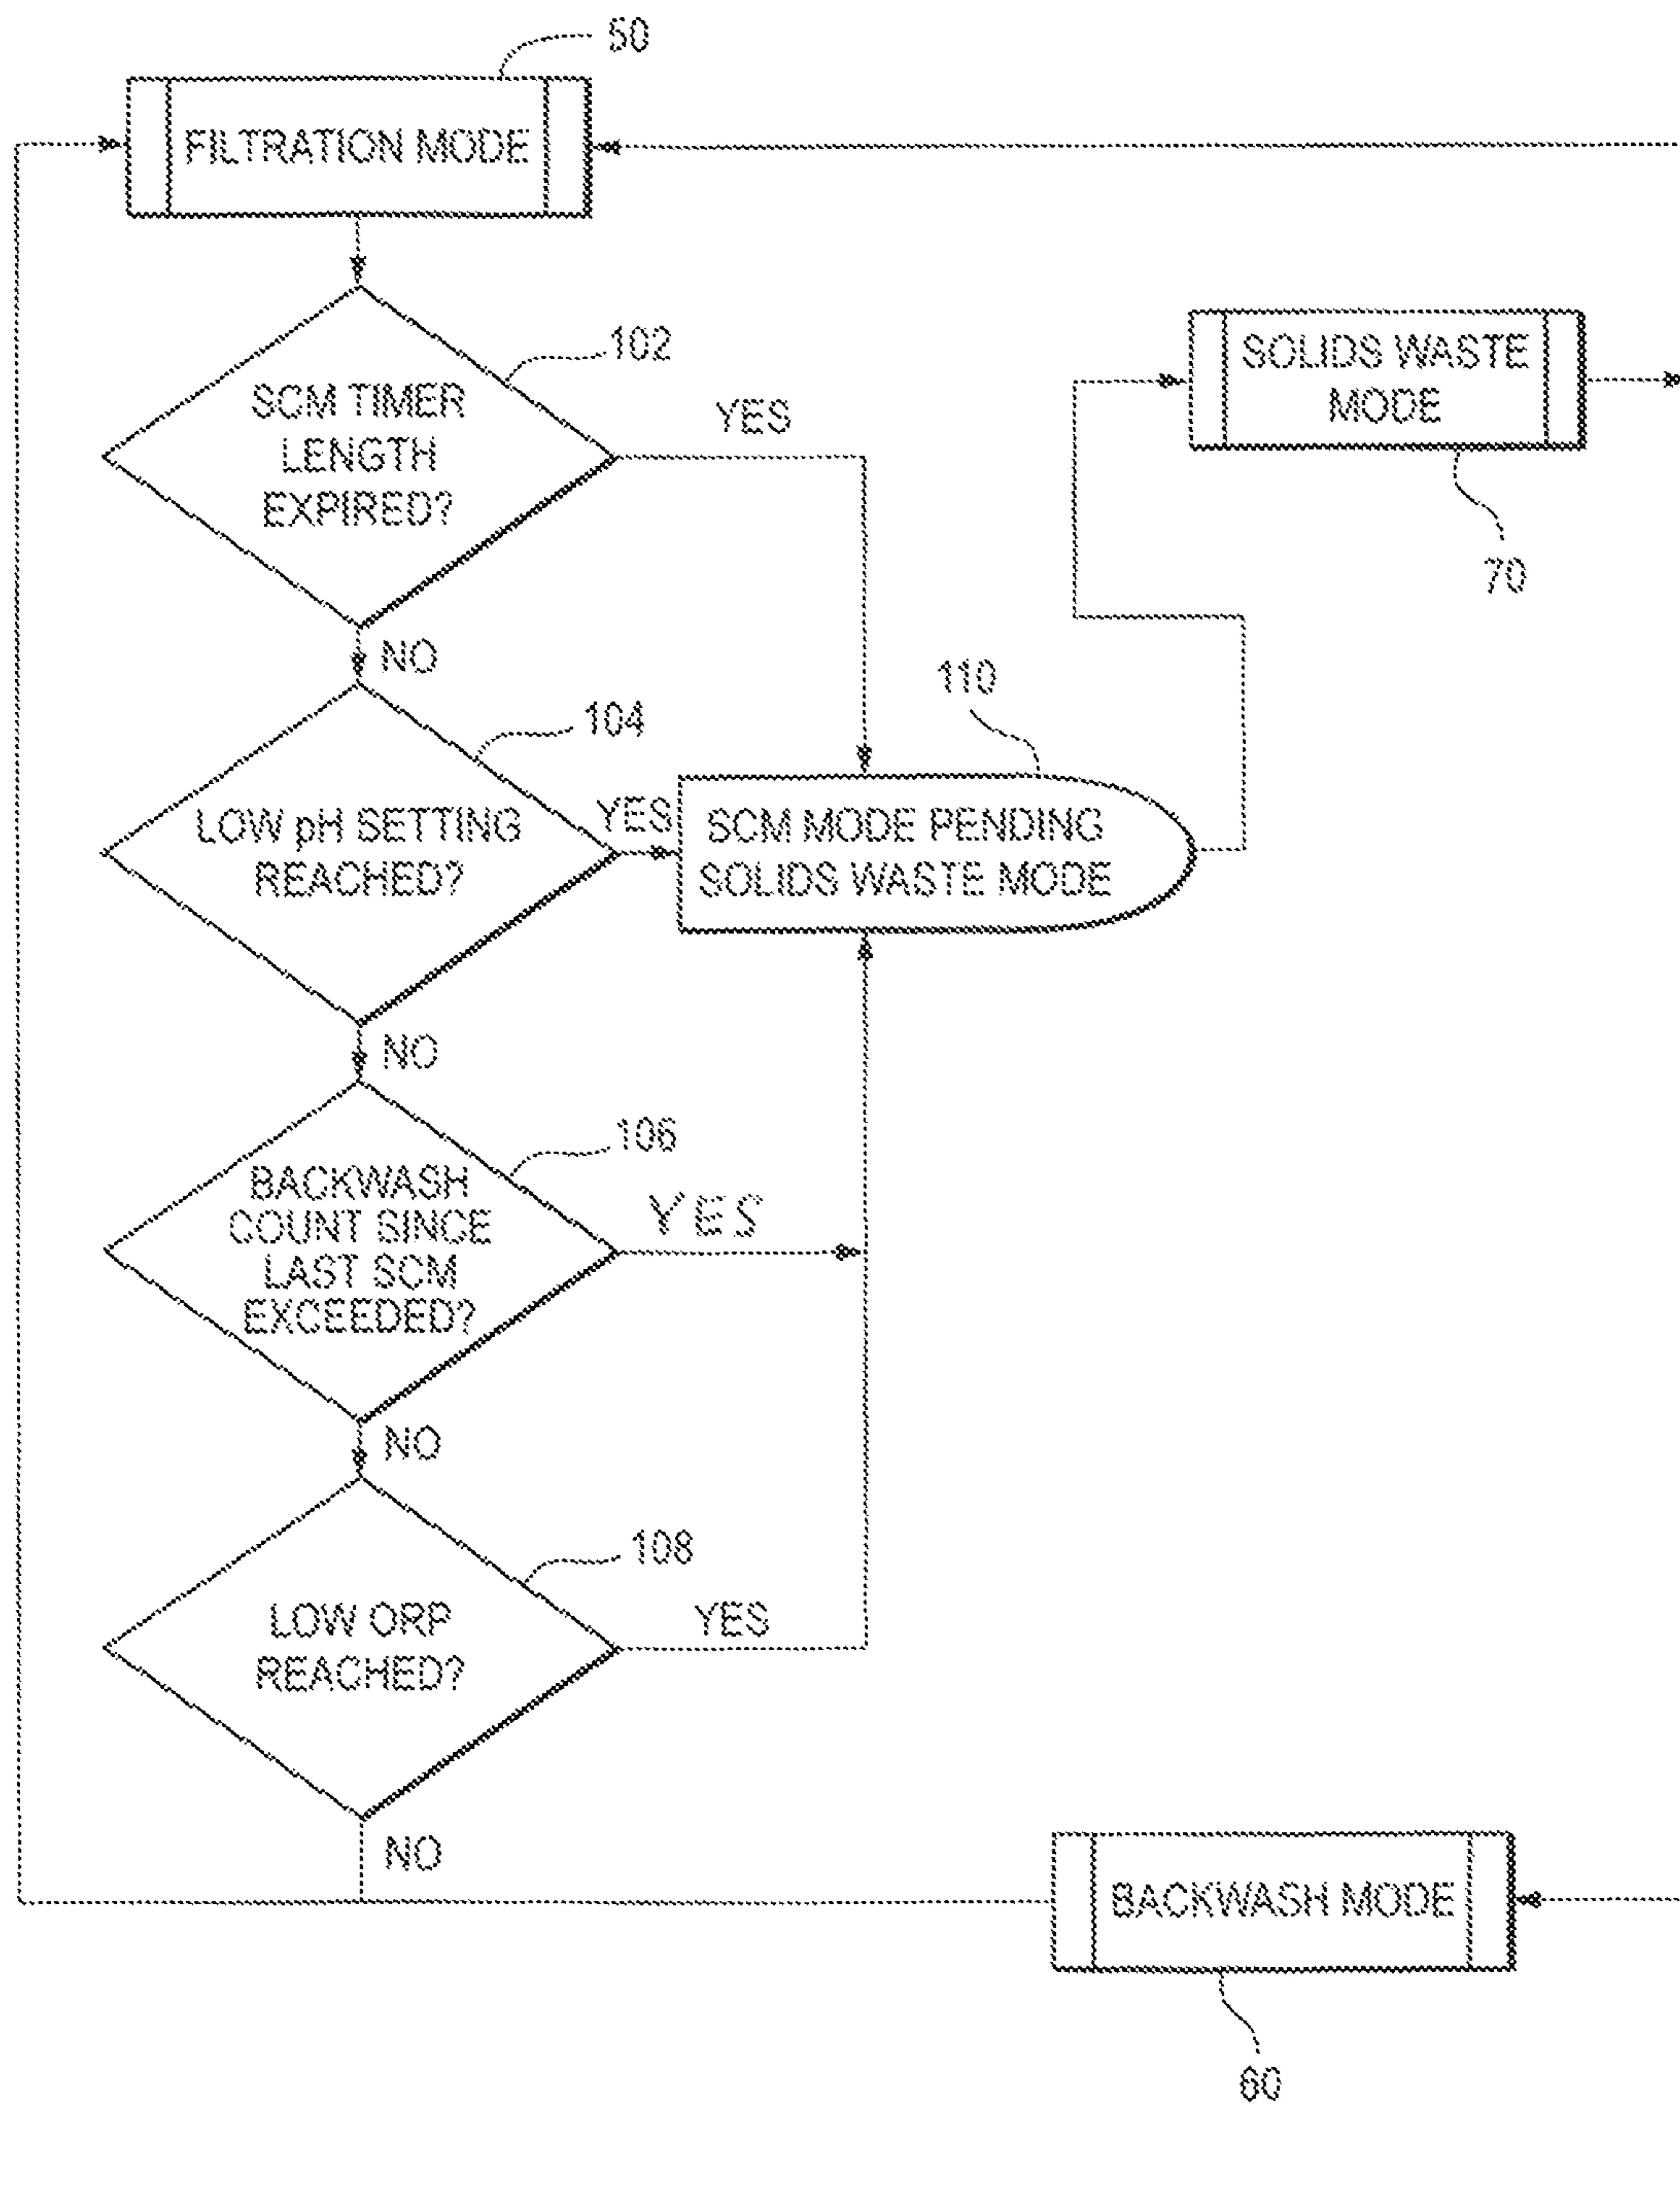 50
FILTRATION MODE
102
SCM TIMER
LENGTH
EXPIRED?
YES
SOLIDS WASTE
MODE
70
NO
110
104
LOW pH SETTING
REACHED?
YES
SCM MODE PENDING
SOLIDS WASTE MODE
NO
106
BACKWASH
COUNT SINCE
LAST SCM
EXCEEDED?
YES
NO
108
LOW ORP
REACHED?
YES
NO
BACKWASH MODE
60